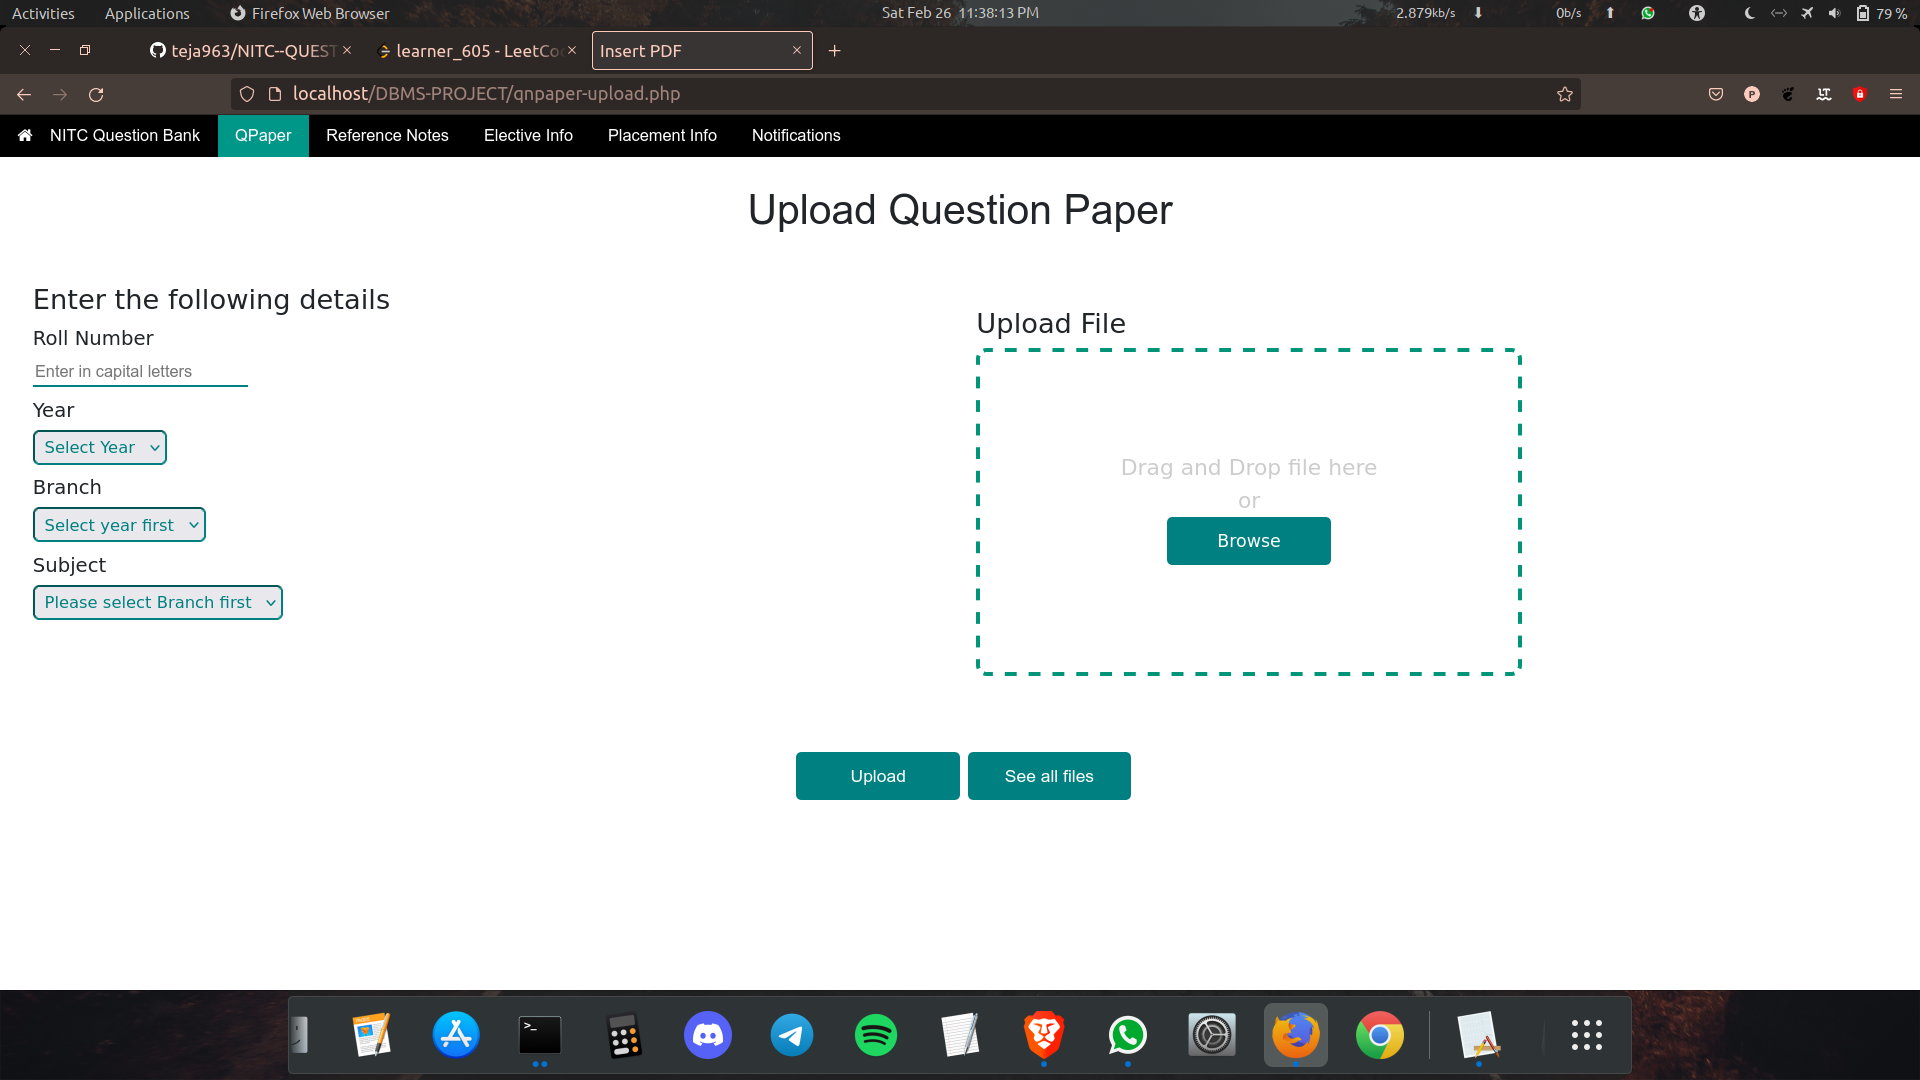 Activities Applications Firefox Web Browser Sat Feb 26 11:38:13 PM 2.879kb/s 0b/s 79 %
teja963/NITC--QUEST learner_605 - LeetCo Insert PDF
localhost/DBMS-PROJECT/qnpaper-upload.php
NITC Question Bank QPaper Reference Notes Elective Info Placement Info Notifications
Upload Question Paper
Enter the following details
Roll Number
Enter in capital letters
Year
Select Year
Branch
Select year first
Subject
Please select Branch first
Upload File
Drag and Drop file here
or
Browse
Upload See all files